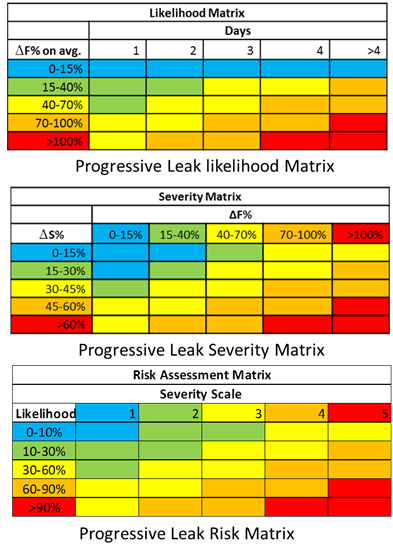 Likelihood Matrix
Days
ΔF% on avg. 1 2 3 4 >4
0-15%
15-40%
40-70%
70-100%
>100%
Progressive Leak likelihood Matrix
Severity Matrix
ΔF%
ΔS% 0-15% 15-40% 40-70% 70-100% >100%
0-15%
15-30%
30-45%
45-60%
>60%
Progressive Leak Severity Matrix
Risk Assessment Matrix
Severity Scale
Likelihood 1 2 3 4 5
0-10%
10-30%
30-60%
60-90%
>90%
Progressive Leak Risk Matrix